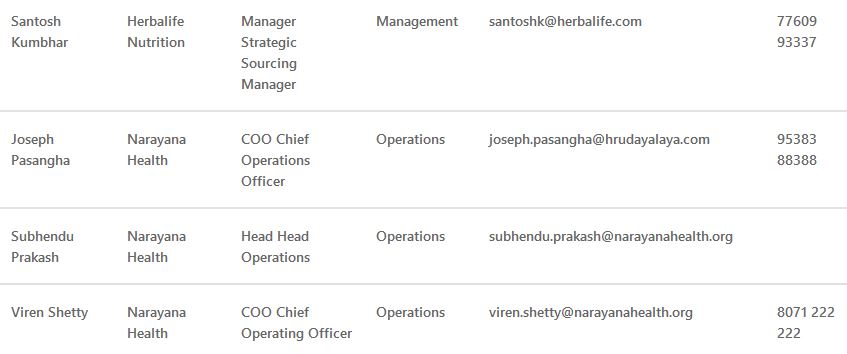 Santosh Herbalife Manager Management santoshk@herbalife.com 77609
Kumbhar Nutrition Strategic 93337
Sourcing
Manager
Joseph Narayana COO Chief Operations joseph.pasangha@hrudayalaya.com 95383
Pasangha Health Operations 88388
Officer
Subhendu Narayana Head Head Operations subhendu.prakash@narayanahealth.org
Prakash Health Operations
Viren Shetty Narayana COO Chief Operations viren.shetty@narayanahealth.org 8071 222
Health Operating Officer 222